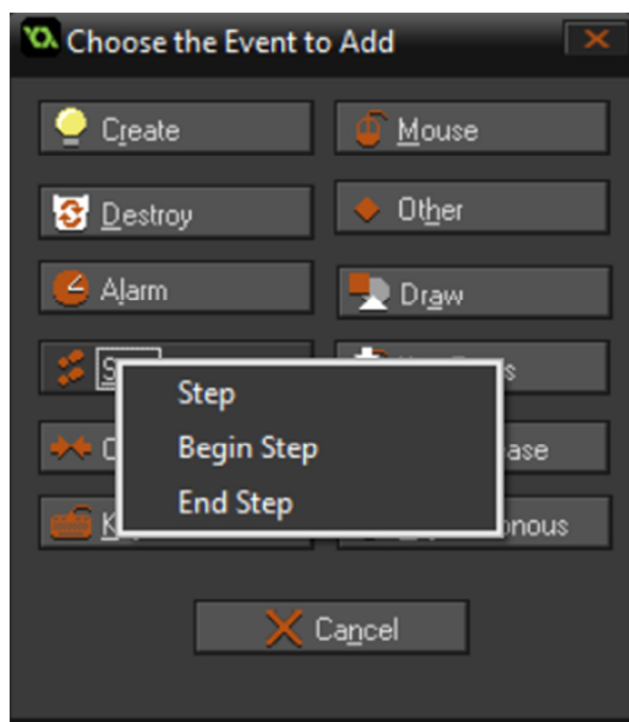 Choose the Event to Add
Create
Mouse
Destroy
Other
Alarm
Draw
Step
Begin Step
End Step
Cancel